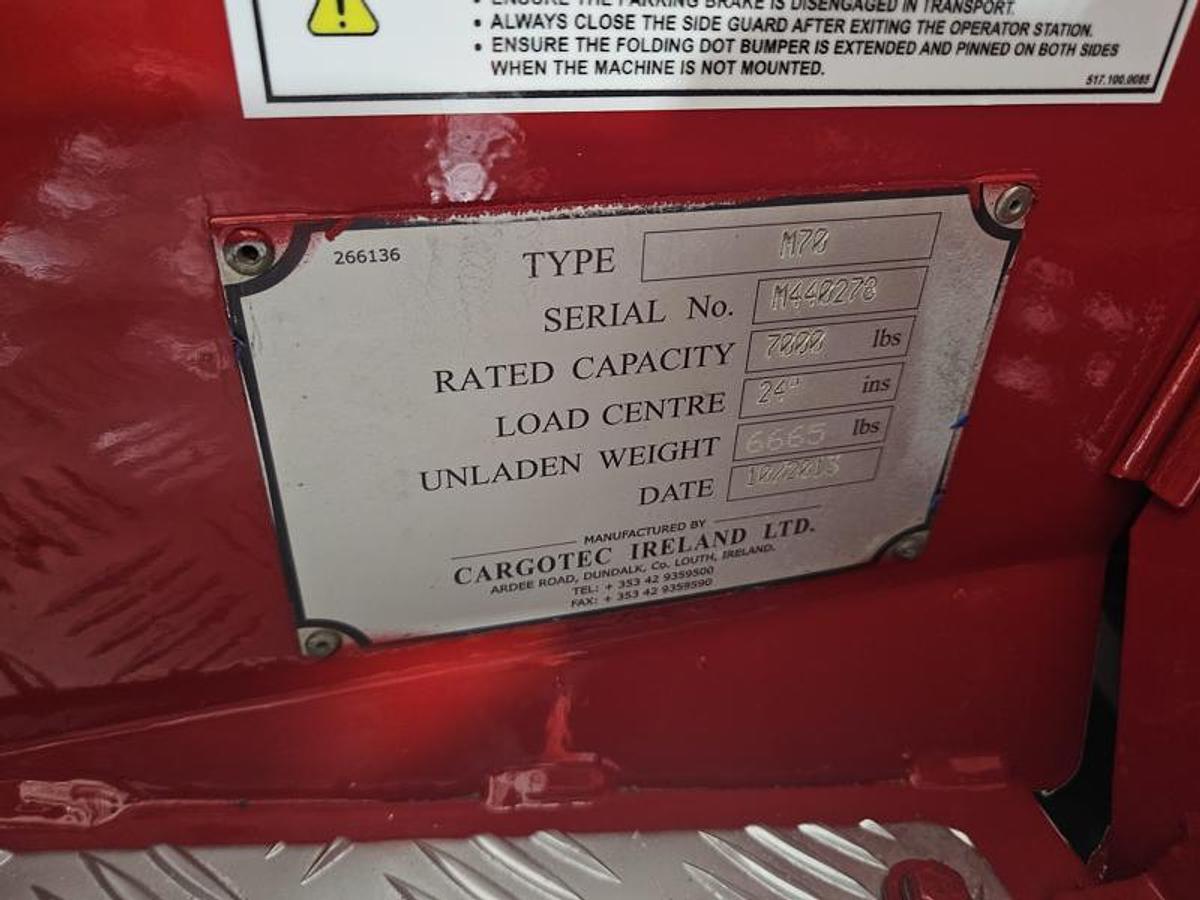 • ENSURE THE PARKING BRAKE IS DISENGAGED IN TRANSPORT.
• ALWAYS CLOSE THE SIDE GUARD AFTER EXITING THE OPERATOR STATION.
• ENSURE THE FOLDING DOT BUMPER IS EXTENDED AND PINNED ON BOTH SIDES
WHEN THE MACHINE IS NOT MOUNTED.
517.100.0085
266136
TYPE M70
SERIAL No. M440278
RATED CAPACITY 7000 lbs
LOAD CENTRE 24" ins
UNLADEN WEIGHT 6665 lbs
DATE 10/2013
MANUFACTURED BY
CARGOTEC IRELAND LTD.
ARDEE ROAD, DUNDALK, Co. LOUTH, IRELAND.
TEL: + 353 42 9359500
FAX: + 353 42 9359590